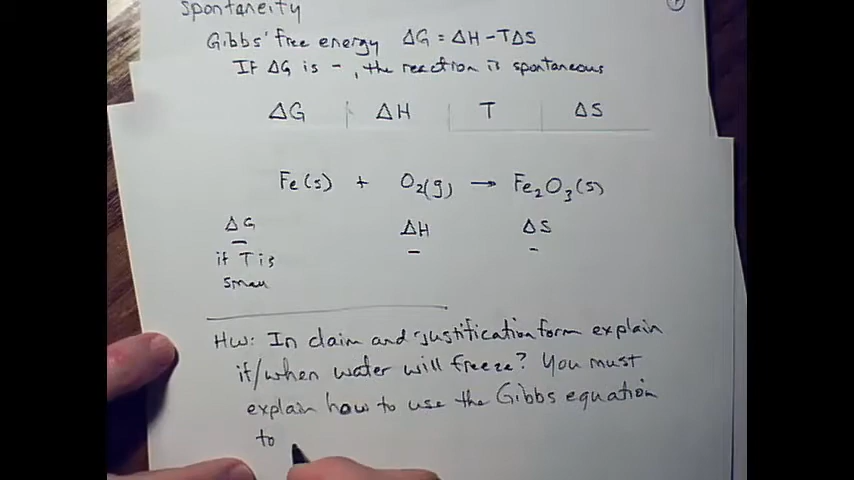 Spontaneity
Gibbs' free energy ΔG = ΔH - TΔS
If ΔG is - , the reaction is spontaneous
ΔG ΔH T ΔS
Fe(s) + O₂(g) → Fe₂O₃(s)
ΔG ΔH ΔS
- - -
if T is
small
HW: In claim and justification form explain
if/when water will freeze? You must
explain how to use the Gibbs equation
to